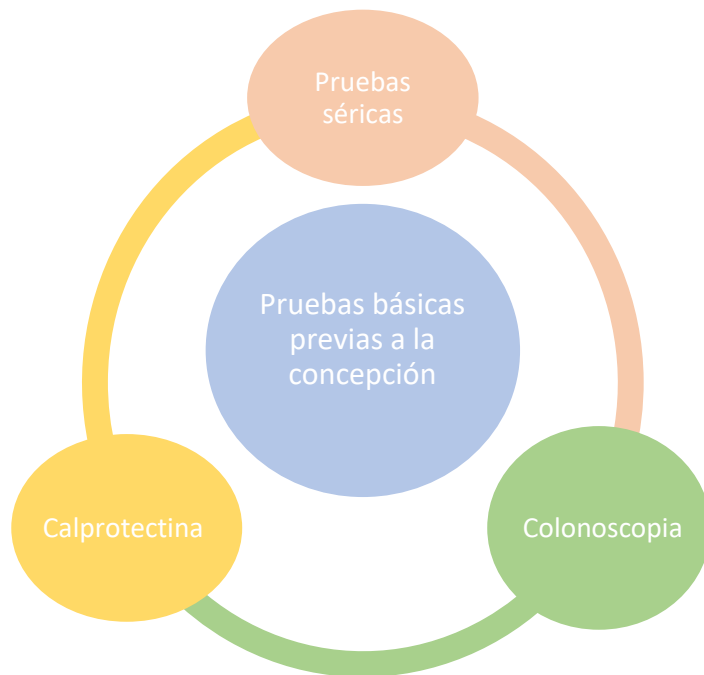 Pruebas
séricas
Pruebas básicas
previas a la
concepción
Calprotectina
Colonoscopia